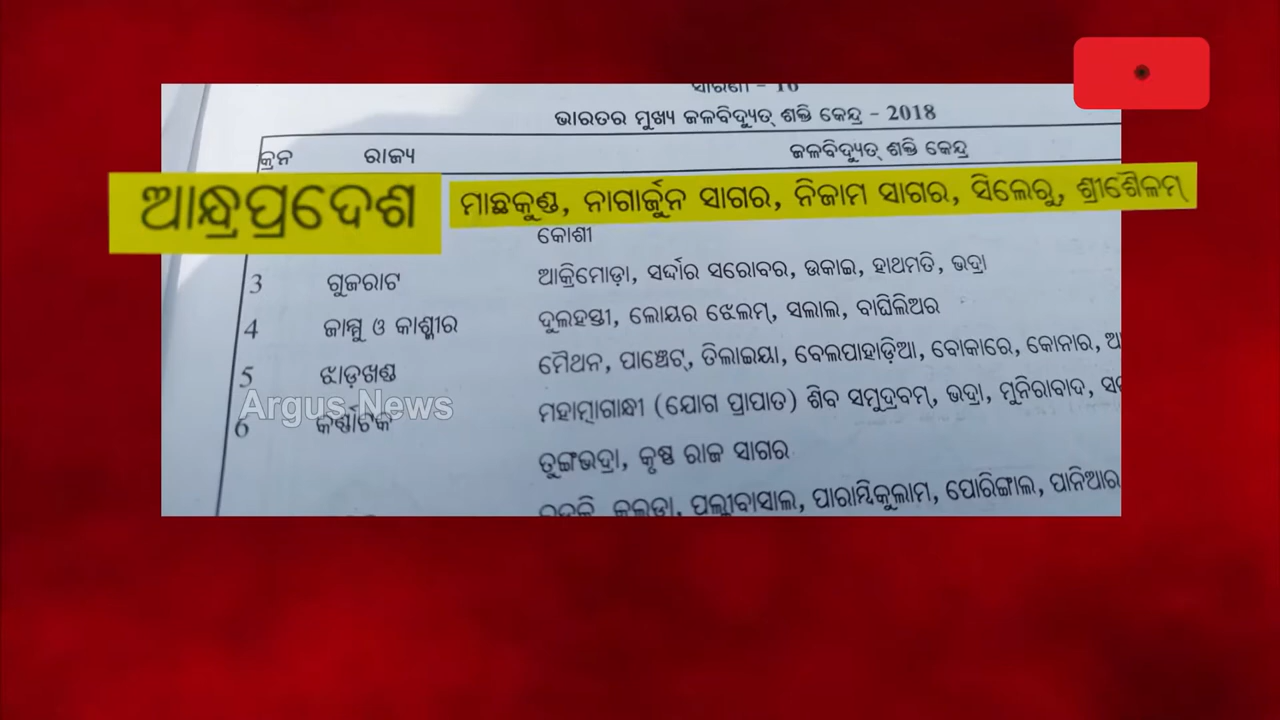 ସାରଣୀ - 16
ଭାରତର ମୁଖ୍ୟ ଜଳବିଦ୍ୟୁତ୍ ଶକ୍ତି କେନ୍ଦ୍ର - 2018
କ୍ରନ ରାଜ୍ୟ ଜଳବିଦ୍ୟୁତ୍ ଶକ୍ତି କେନ୍ଦ୍ର
ଆନ୍ଧ୍ରପ୍ରଦେଶ ମାଛକୁଣ୍ଡ, ନାଗାର୍ଜୁନ ସାଗର, ନିଜାମ ସାଗର, ସିଲେରୁ, ଶ୍ରୀଶୈଳମ୍
କୋଶୀ
3 ଗୁଜରାଟ ଆକ୍ରିମୋଡ଼ା, ସର୍ଦ୍ଦାର ସରୋବର, ଉକାଇ, ହାଥମତି, ଭଦ୍ରା
4 ଜାମ୍ମୁ ଓ କାଶ୍ମୀର ଦୁଲହସ୍ତୀ, ଲୋୟର ଝେଲମ୍, ସଲାଲ, ବାଘିଲିଅର
5 ଝାଡ଼ଖଣ୍ଡ ମୈଥନ, ପାଞ୍ଚେଟ୍, ତିଲାଇୟା, ବେଲପାହାଡ଼ିଆ, ବୋକାରେ, କୋନାର,
Argus News
6 କର୍ଣ୍ଣାଟକ ମହାତ୍ମାଗାନ୍ଧୀ (ଯୋଗ ପ୍ରାପାତ) ଶିବ ସମୁଦ୍ରବମ୍, ଭଦ୍ରା, ମୁନିରାବାଦ,
ତୁଙ୍ଗଭଦ୍ରା, କୃଷ୍ଣ ରାଜ ସାଗର
ପଲ୍ଲୀବାସାଲ, ପାରାମ୍ବିକୁଲାମ, ପୋରିଙ୍ଗାଲ, ପାନିଆର